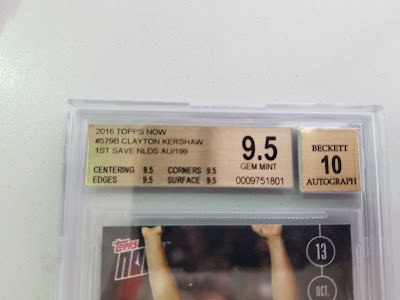 2016 TOPPS NOW
#579B CLAYTON KERSHAW
1ST SAVE NLDS AU/199
CENTERING 9.5 CORNERS 9.5
EDGES 9.5 SURFACE 9.5
9.5
GEM MINT
0009751801
BECKETT
10
AUTOGRAPH
TOPPS
NOW
13
OCT.